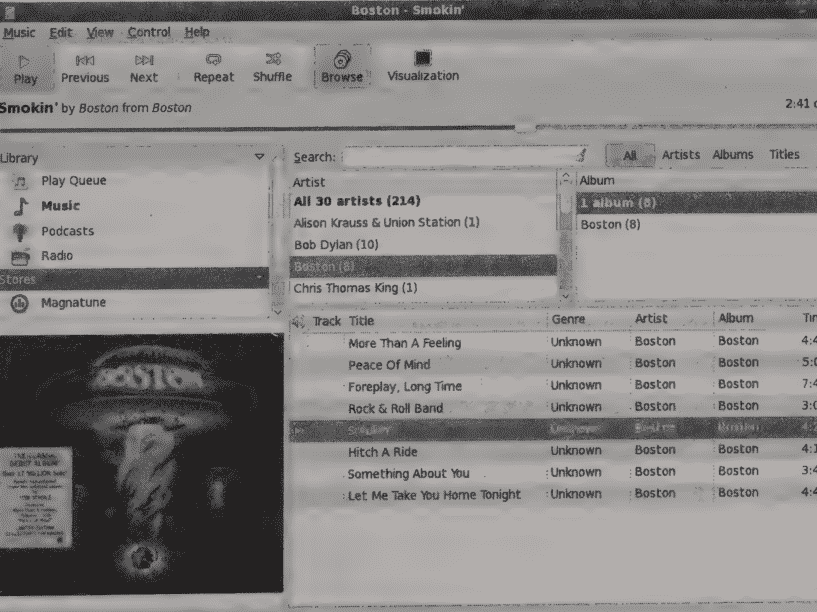 Boston - Smokin'
Music Edit View Control Help
Play Previous Next Repeat Shuffle Browse Visualization
Smokin' by Boston from Boston
2:41
Library
Play Queue
Music
Podcasts
Radio
Stores
Magnatune
Search:
All Artists Albums Titles
Artist
All 30 artists (214)
Alison Krauss & Union Station (1)
Bob Dylan (10)
Boston (8)
Chris Thomas King (1)
Album
1 album (8)
Boston (8)
Track Title Genre Artist Album
More Than A Feeling Unknown Boston Boston
Peace Of Mind Unknown Boston Boston
Foreplay, Long Time Unknown Boston Boston
Rock & Roll Band Unknown Boston Boston
Smokin' Unknown Boston Boston
Hitch A Ride Unknown Boston Boston
Something About You Unknown Boston Boston
Let Me Take You Home Tonight Unknown Boston Boston
BOSTON